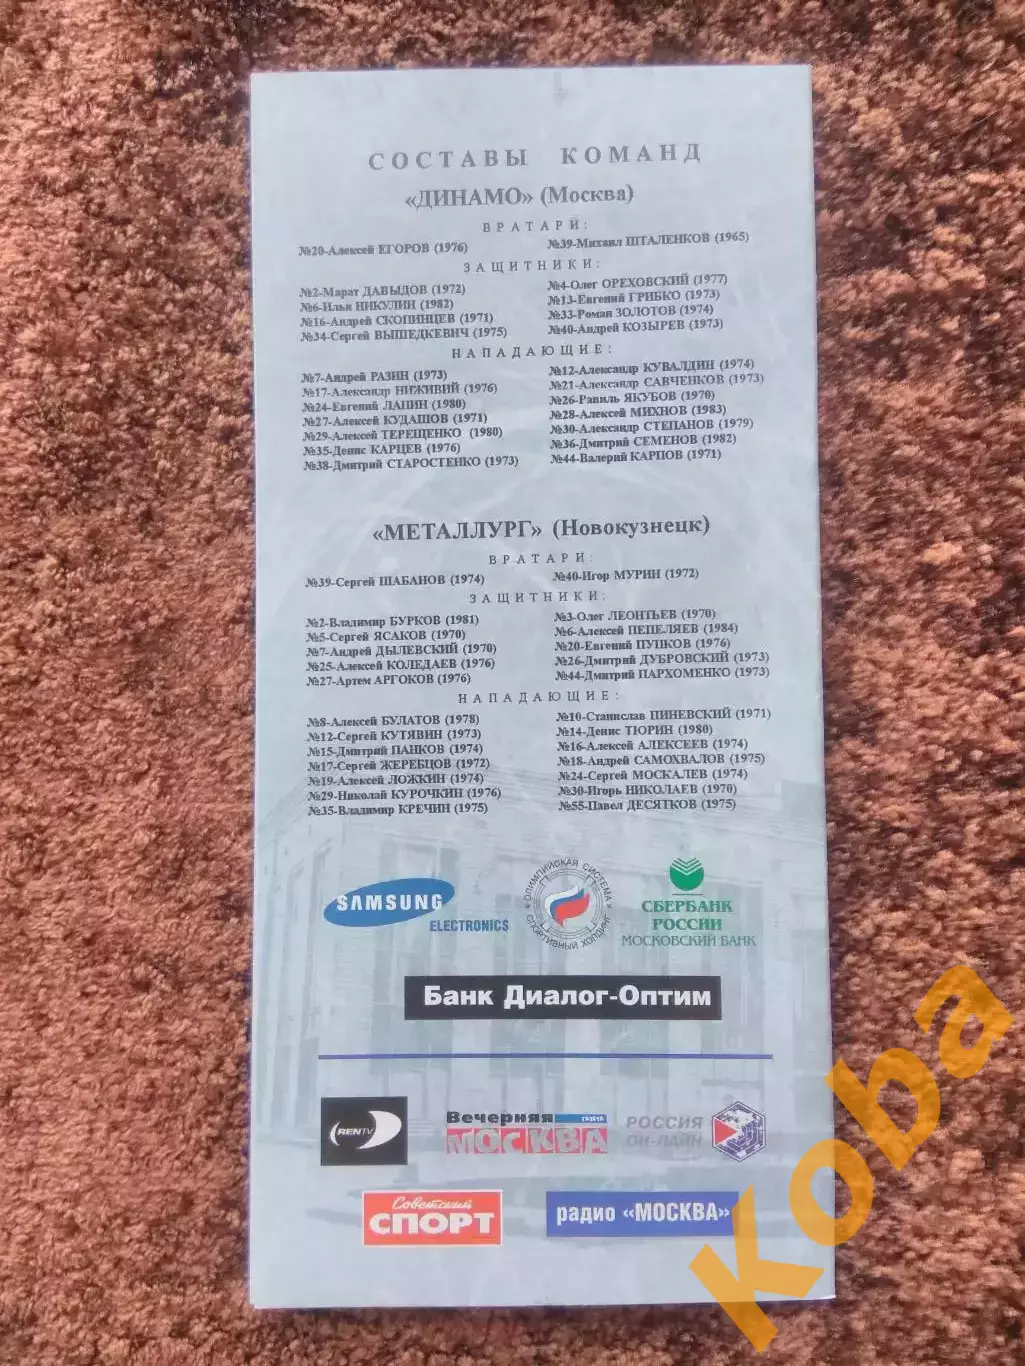 СОСТАВЫ КОМАНД
«ДИНАМО» (Москва)
ВРАТАРИ:
№20-Алексей ЕГОРОВ (1976)
№39-Михаил ШТАЛЕНКОВ (1965)
ЗАЩИТНИКИ:
№2-Марат ДАВЫДОВ (1972)
№6-Илья НИКУЛИН (1982)
№16-Андрей СКОПИНЦЕВ (1971)
№34-Сергей ВЫШЕДКЕВИЧ (1975)
№4-Олег ОРЕХОВСКИЙ (1977)
№13-Евгений ГРИБКО (1973)
№33-Роман ЗОЛОТОВ (1974)
№40-Андрей КОЗЫРЕВ (1973)
НАПАДАЮЩИЕ:
№7-Андрей РАЗИН (1973)
№17-Александр НИЖИВИЙ (1976)
№24-Евгений ЛАПИН (1980)
№27-Алексей КУДАШОВ (1971)
№29-Алексей ТЕРЕЩЕНКО (1980)
№35-Денис КАРЦЕВ (1976)
№38-Дмитрий СТАРОСТЕНКО (1973)
№12-Александр КУВАЛДИН (1974)
№21-Александр САВЧЕНКОВ (1973)
№26-Равиль ЯКУБОВ (1970)
№28-Алексей МИХНОВ (1983)
№30-Александр СТЕПАНОВ (1979)
№36-Дмитрий СЕМЕНОВ (1982)
№44-Валерий КАРПОВ (1971)
«МЕТАЛЛУРГ» (Новокузнецк)
ВРАТАРИ:
№39-Сергей ШАБАНОВ (1974)
№40-Игор МУРИН (1972)
ЗАЩИТНИКИ:
№2-Владимир БУРКОВ (1981)
№5-Сергей ЯСАКОВ (1970)
№7-Андрей ДЫЛЕВСКИЙ (1970)
№25-Алексей КОЛЕДАЕВ (1976)
№27-Артем АРГОКОВ (1976)
№3-Олег ЛЕОНТЬЕВ (1970)
№6-Алексей ПЕПЕЛЯЕВ (1984)
№20-Евгений ПУПКОВ (1976)
№26-Дмитрий ДУБРОВСКИЙ (1973)
№44-Дмитрий ПАРХОМЕНКО (1973)
НАПАДАЮЩИЕ:
№8-Алексей БУЛАТОВ (1978)
№12-Сергей КУТЯВИН (1973)
№15-Дмитрий ПАНКОВ (1974)
№17-Сергей ЖЕРЕБЦОВ (1972)
№19-Алексей ЛОЖКИН (1974)
№29-Николай КУРОЧКИН (1976)
№35-Владимир КРЕЧИН (1975)
№10-Станислав ПИНЕВСКИЙ (1971)
№14-Денис ТЮРИН (1980)
№16-Алексей АЛЕКСЕЕВ (1974)
№18-Андрей САМОХВАЛОВ (1975)
№24-Сергей МОСКАЛЕВ (1974)
№30-Игорь НИКОЛАЕВ (1970)
№55-Павел ДЕСЯТКОВ (1975)
SAMSUNG
ELECTRONICS
«ОЛИМПИЙСКАЯ СИСТЕМА»
СПОРТИВНЫЙ ХОЛДИНГ
СБЕРБАНК
РОССИИ
МОСКОВСКИЙ БАНК
Банк Диалог-Оптим
RENTV
Вечерняя
ГАЗЕТА
МОСКВА
РОССИЯ
ОН-ЛАЙН
Советский
СПОРТ
радио «МОСКВА»
Koba